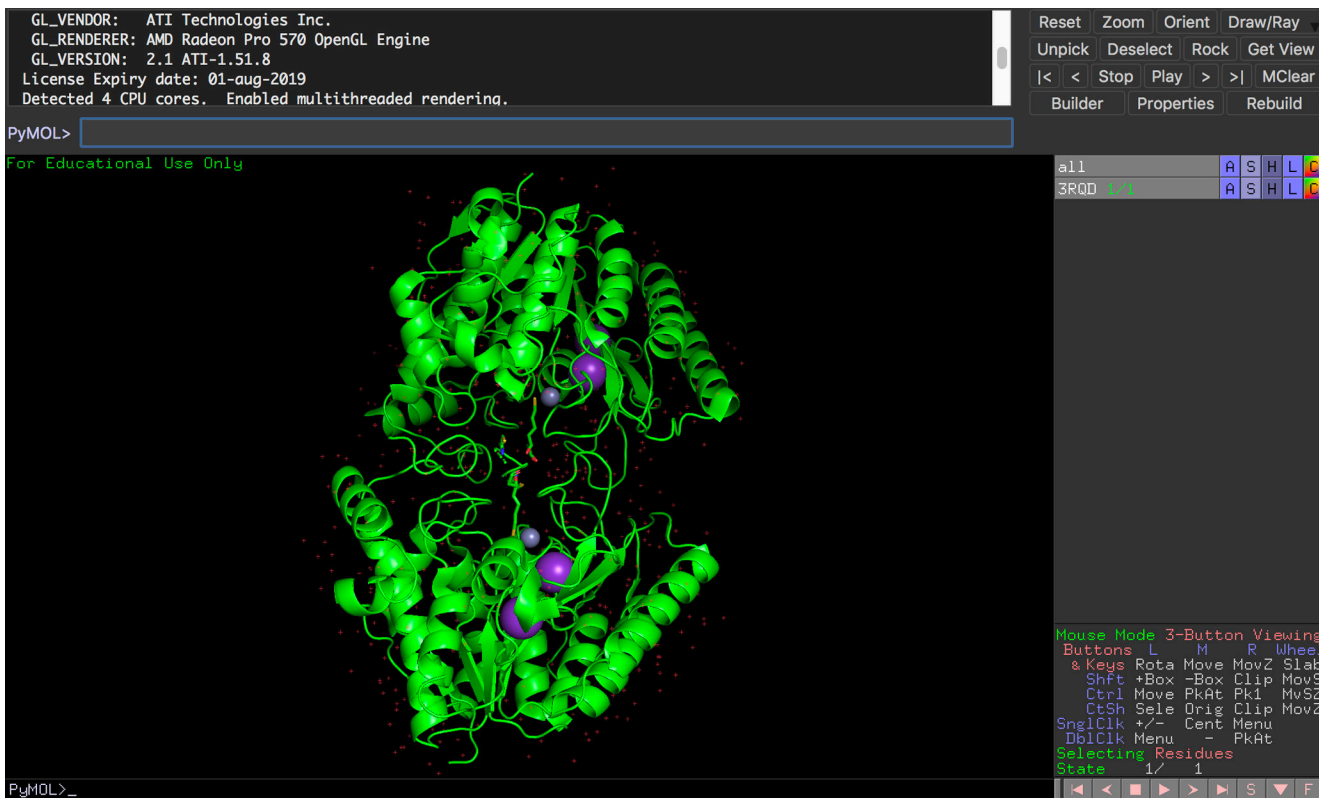 GL_VENDOR:   ATI Technologies Inc.
GL_RENDERER: AMD Radeon Pro 570 OpenGL Engine
GL_VERSION:  2.1 ATI-1.51.8
License Expiry date: 01-aug-2019
Detected 4 CPU cores.  Enabled multithreaded rendering.
Reset Zoom Orient Draw/Ray
Unpick Deselect Rock Get View
|< < Stop Play > >| MClear
Builder Properties Rebuild
PyMOL>
For Educational Use Only
all A S H L C
3RQD 1/1 A S H L C
Mouse Mode 3-Button Viewing
Buttons L M R Wheel
& Keys Rota Move MovZ Slab
Shft +Box -Box Clip MovS
Ctrl Move PkAt Pk1 MvSZ
CtSh Sele Orig Clip MovZ
SnglClk +/- Cent Menu
DblClk Menu - PkAt
Selecting Residues
State 1/ 1
PyMOL>_
S F